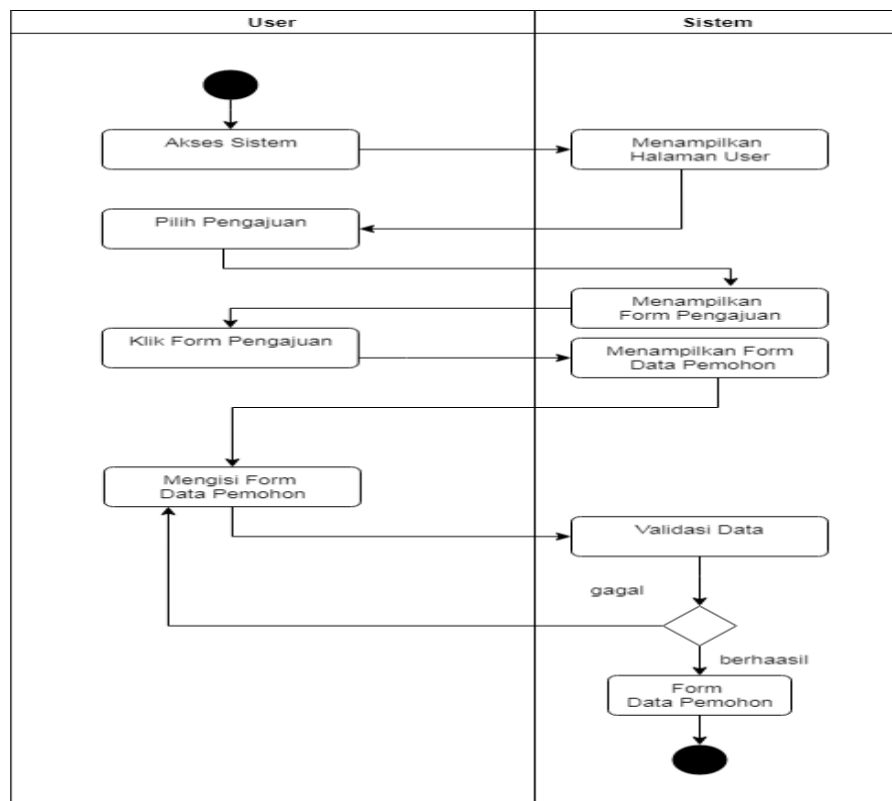 User
Sistem
Akses Sistem
Menampilkan
Halaman User
Pilih Pengajuan
Menampilkan
Form Pengajuan
Klik Form Pengajuan
Menampilkan Form
Data Pemohon
Mengisi Form
Data Pemohon
Validasi Data
gagal
berhaasil
Form
Data Pemohon